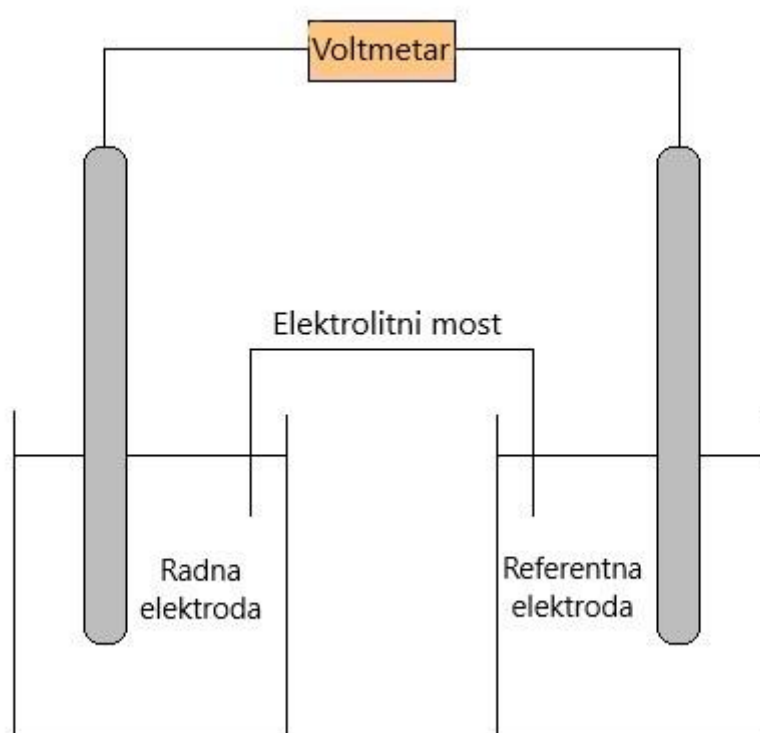 Voltmetar
Elektrolitni most
Radna
elektroda
Referentna
elektroda